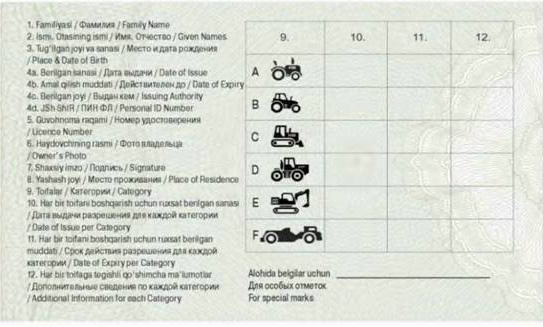 1. Familiyasi / Фамилия / Family Name
2. Ismi. Otasining ismi / Имя. Отчество / Given Names
3. Tug'ilgan joyi va sanasi / Место и дата рождения
/ Place & Date of Birth
4a. Berilgan sanasi / Дата выдачи / Date of Issue
4b. Amal qilish muddati / Действителен до / Date of Expiry
4c. Berilgan joyi / Выдан кем / Issuing Authority
4d. JSh ShIR / ПИН ФЛ / Personal ID Number
5. Guvohnoma raqami / Номер удостоверения
/ Licence Number
6. Haydovchining rasmi / Фото владельца
/ Owner's Photo
7. Shaxsiy imzo / Подпись / Signature
8. Yashash joyi / Место проживания / Place of Residence
9. Toifalar / Категории / Category
10. Har bir toifani boshqarish uchun ruxsat berilgan sanasi
/ Дата выдачи разрешения для каждой категории
/ Date of Issue per Category
11. Har bir toifani boshqarish uchun ruxsat berilgan
muddati / Срок действия разрешения для каждой
категории / Date of Expiry per Category
12. Har bir toifaga tegishli qo'shimcha ma'lumotlar
/ Дополнительные сведения по каждой категории
/ Additional Information for each Category
9. 10. 11. 12.
A
B
C
D
E
F
Alohida belgilar uchun
Для особых отметок
For special marks